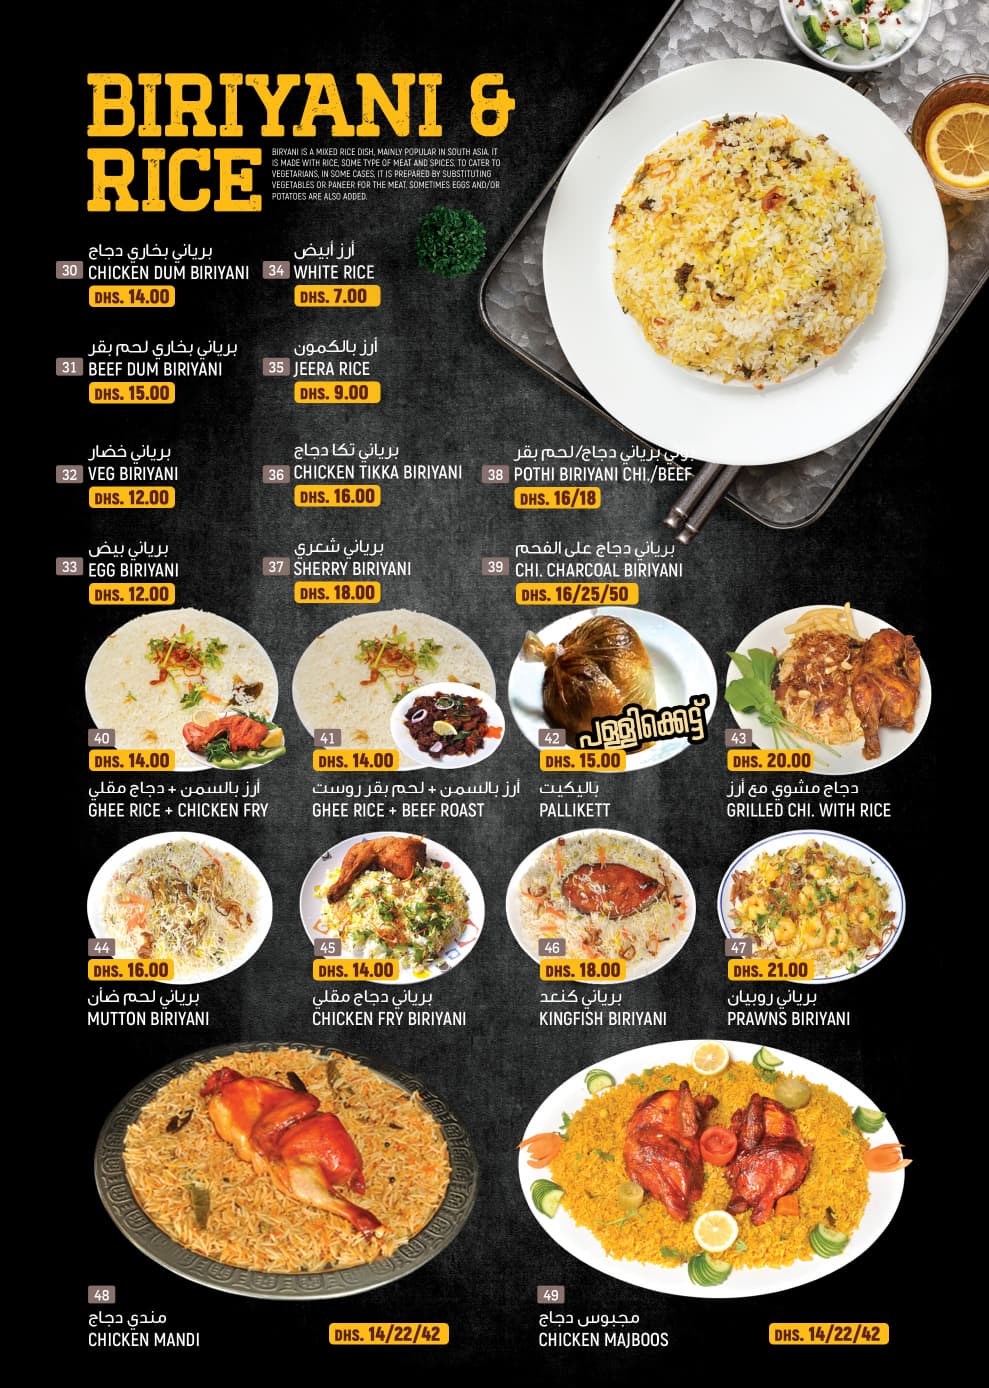 BIRIYANI &
RICE
BIRYANI IS A MIXED RICE DISH, MAINLY POPULAR IN SOUTH ASIA. IT
IS MADE WITH RICE, SOME TYPE OF MEAT AND SPICES. TO CATER TO
VEGETARIANS, IN SOME CASES, IT IS PREPARED BY SUBSTITUTING
VEGETABLES OR PANEER FOR THE MEAT. SOMETIMES EGGS AND/OR
POTATOES ARE ALSO ADDED.
برياني بخاري دجاج
30 CHICKEN DUM BIRIYANI
DHS. 14.00
أرز أبيض
34 WHITE RICE
DHS. 7.00
برياني بخاري لحم بقر
31 BEEF DUM BIRIYANI
DHS. 15.00
أرز بالكمون
35 JEERA RICE
DHS. 9.00
برياني خضار
32 VEG BIRIYANI
DHS. 12.00
برياني تكا دجاج
36 CHICKEN TIKKA BIRIYANI
DHS. 16.00
برياني دجاج/لحم بقر
38 POTHI BIRIYANI CHI./BEEF
DHS. 16/18
برياني بيض
33 EGG BIRIYANI
DHS. 12.00
برياني شعري
37 SHERRY BIRIYANI
DHS. 18.00
برياني دجاج على الفحم
39 CHI. CHARCOAL BIRIYANI
DHS. 16/25/50
40
DHS. 14.00
أرز بالسمن + دجاج مقلي
GHEE RICE + CHICKEN FRY
41
DHS. 14.00
أرز بالسمن + لحم بقر روست
GHEE RICE + BEEF ROAST
പള്ളിക്കെട്ട്
42
DHS. 15.00
باليكيت
PALLIKETT
43
DHS. 20.00
دجاج مشوي مع أرز
GRILLED CHI. WITH RICE
44
DHS. 16.00
برياني لحم ضأن
MUTTON BIRIYANI
45
DHS. 14.00
برياني دجاج مقلي
CHICKEN FRY BIRIYANI
46
DHS. 18.00
برياني كنعد
KINGFISH BIRIYANI
47
DHS. 21.00
برياني روبيان
PRAWNS BIRIYANI
48
مندي دجاج
CHICKEN MANDI
DHS. 14/22/42
49
مجبوس دجاج
CHICKEN MAJBOOS
DHS. 14/22/42